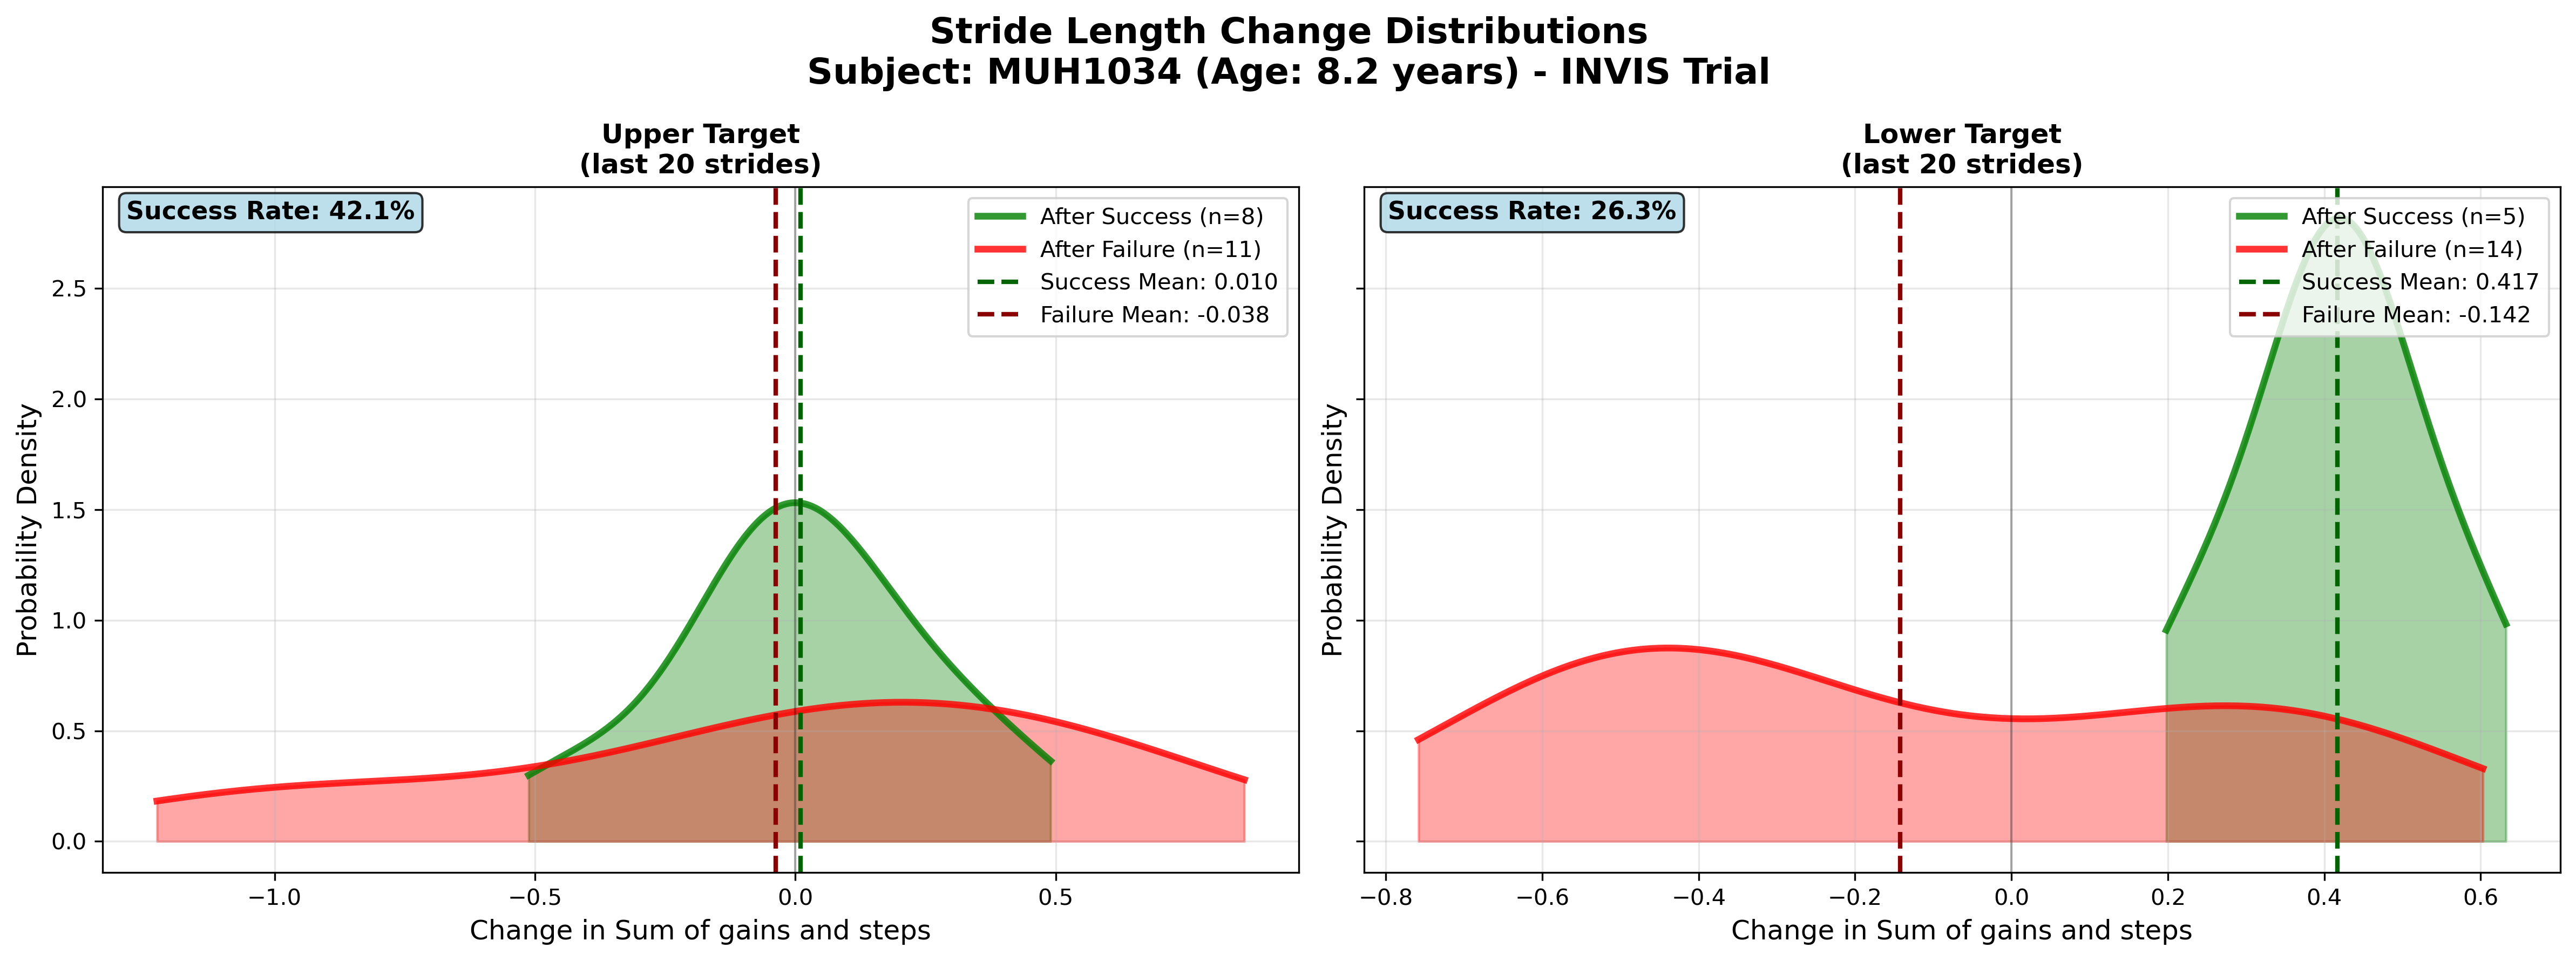 Stride Length Change Distributions
Subject: MUH1034 (Age: 8.2 years) - INVIS Trial
Upper Target
(last 20 strides)
Success Rate: 42.1%
After Success (n=8)
After Failure (n=11)
Success Mean: 0.010
Failure Mean: -0.038
Probability Density
2.5
2.0
1.5
1.0
0.5
0.0
−1.0
−0.5
0.0
0.5
Change in Sum of gains and steps
Lower Target
(last 20 strides)
Success Rate: 26.3%
After Success (n=5)
After Failure (n=14)
Success Mean: 0.417
Failure Mean: -0.142
Probability Density
−0.8
−0.6
−0.4
−0.2
0.0
0.2
0.4
0.6
Change in Sum of gains and steps